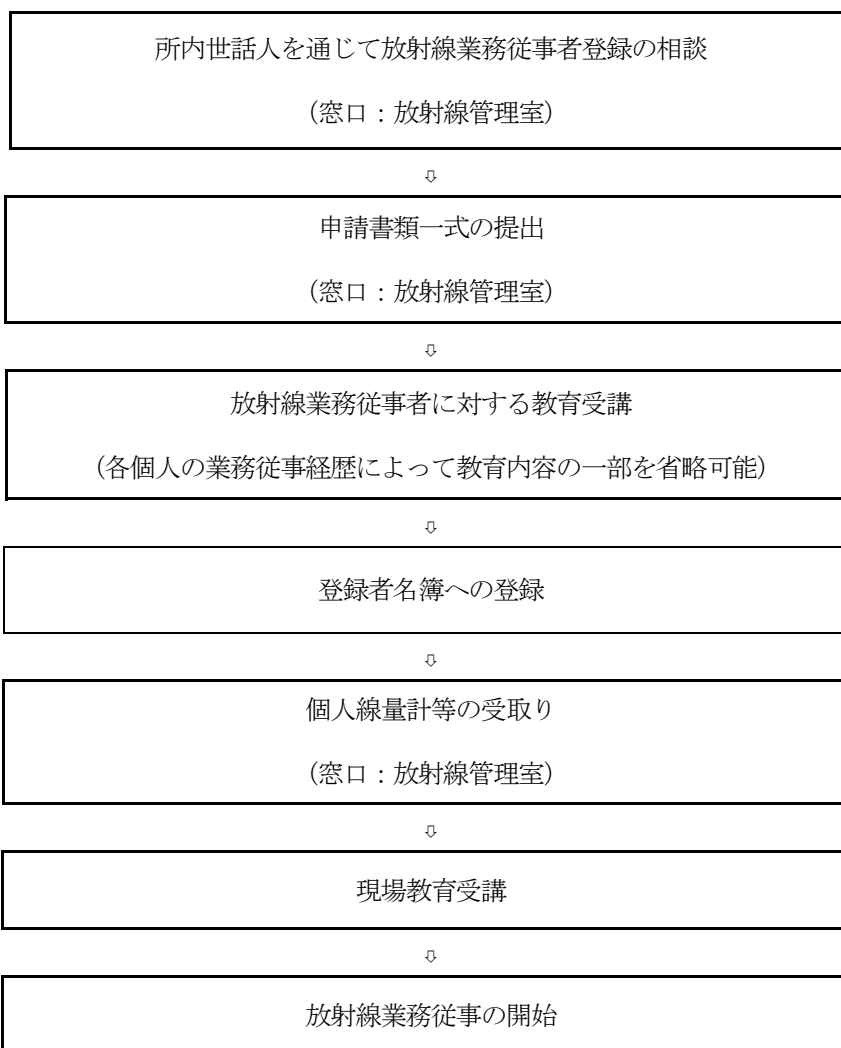 所内世話人を通じて放射線業務従事者登録の相談
(窓口：放射線管理室)
⇩
申請書類一式の提出
(窓口：放射線管理室)
⇩
放射線業務従事者に対する教育受講
(各個人の業務従事経歴によって教育内容の一部を省略可能)
⇩
登録者名簿への登録
⇩
個人線量計等の受取り
(窓口：放射線管理室)
⇩
現場教育受講
⇩
放射線業務従事の開始